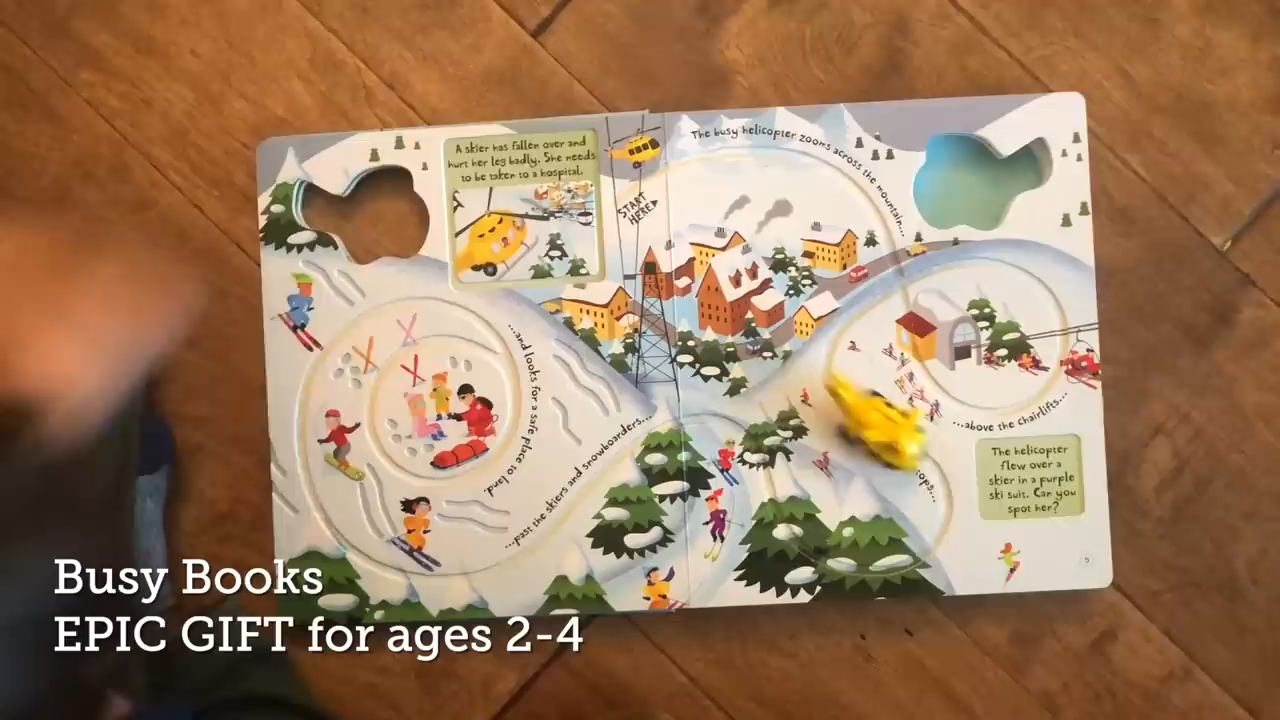 A skier has fallen over and
hurt her leg badly. She needs
to be taken to a hospital.
START
HERE
The busy helicopter zooms across the mountain...
...above the chairlifts...
ops...
...past the skiers and snowboarders...
...and looks for a safe place to land.
The helicopter
flew over a
skier in a purple
ski suit. Can you
spot her?
5
Busy Books
EPIC GIFT for ages 2-4